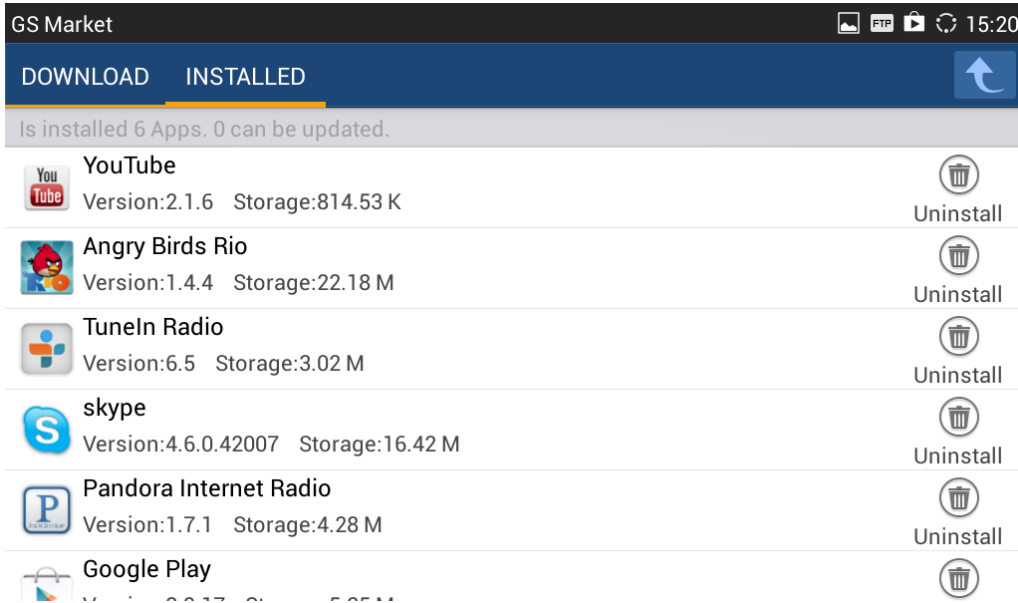 GS Market
FTP
15:20
DOWNLOAD INSTALLED
Is installed 6 Apps. 0 can be updated.
You
Tube
YouTube
Version:2.1.6 Storage:814.53 K
Uninstall
RIO
Angry Birds Rio
Version:1.4.4 Storage:22.18 M
Uninstall
TuneIn Radio
Version:6.5 Storage:3.02 M
Uninstall
S
skype
Version:4.6.0.42007 Storage:16.42 M
Uninstall
P
PANDORA
Pandora Internet Radio
Version:1.7.1 Storage:4.28 M
Uninstall
Google Play